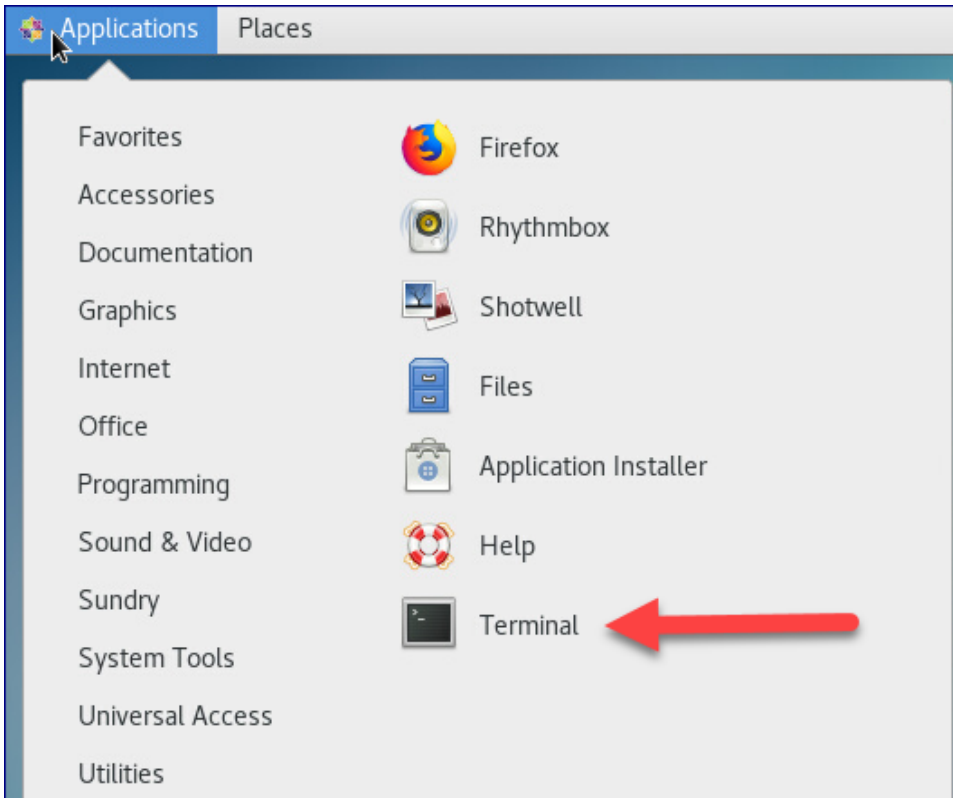 Applications Places
Favorites
Accessories
Documentation
Graphics
Internet
Office
Programming
Sound & Video
Sundry
System Tools
Universal Access
Utilities
Firefox
Rhythmbox
Shotwell
Files
Application Installer
Help
Terminal